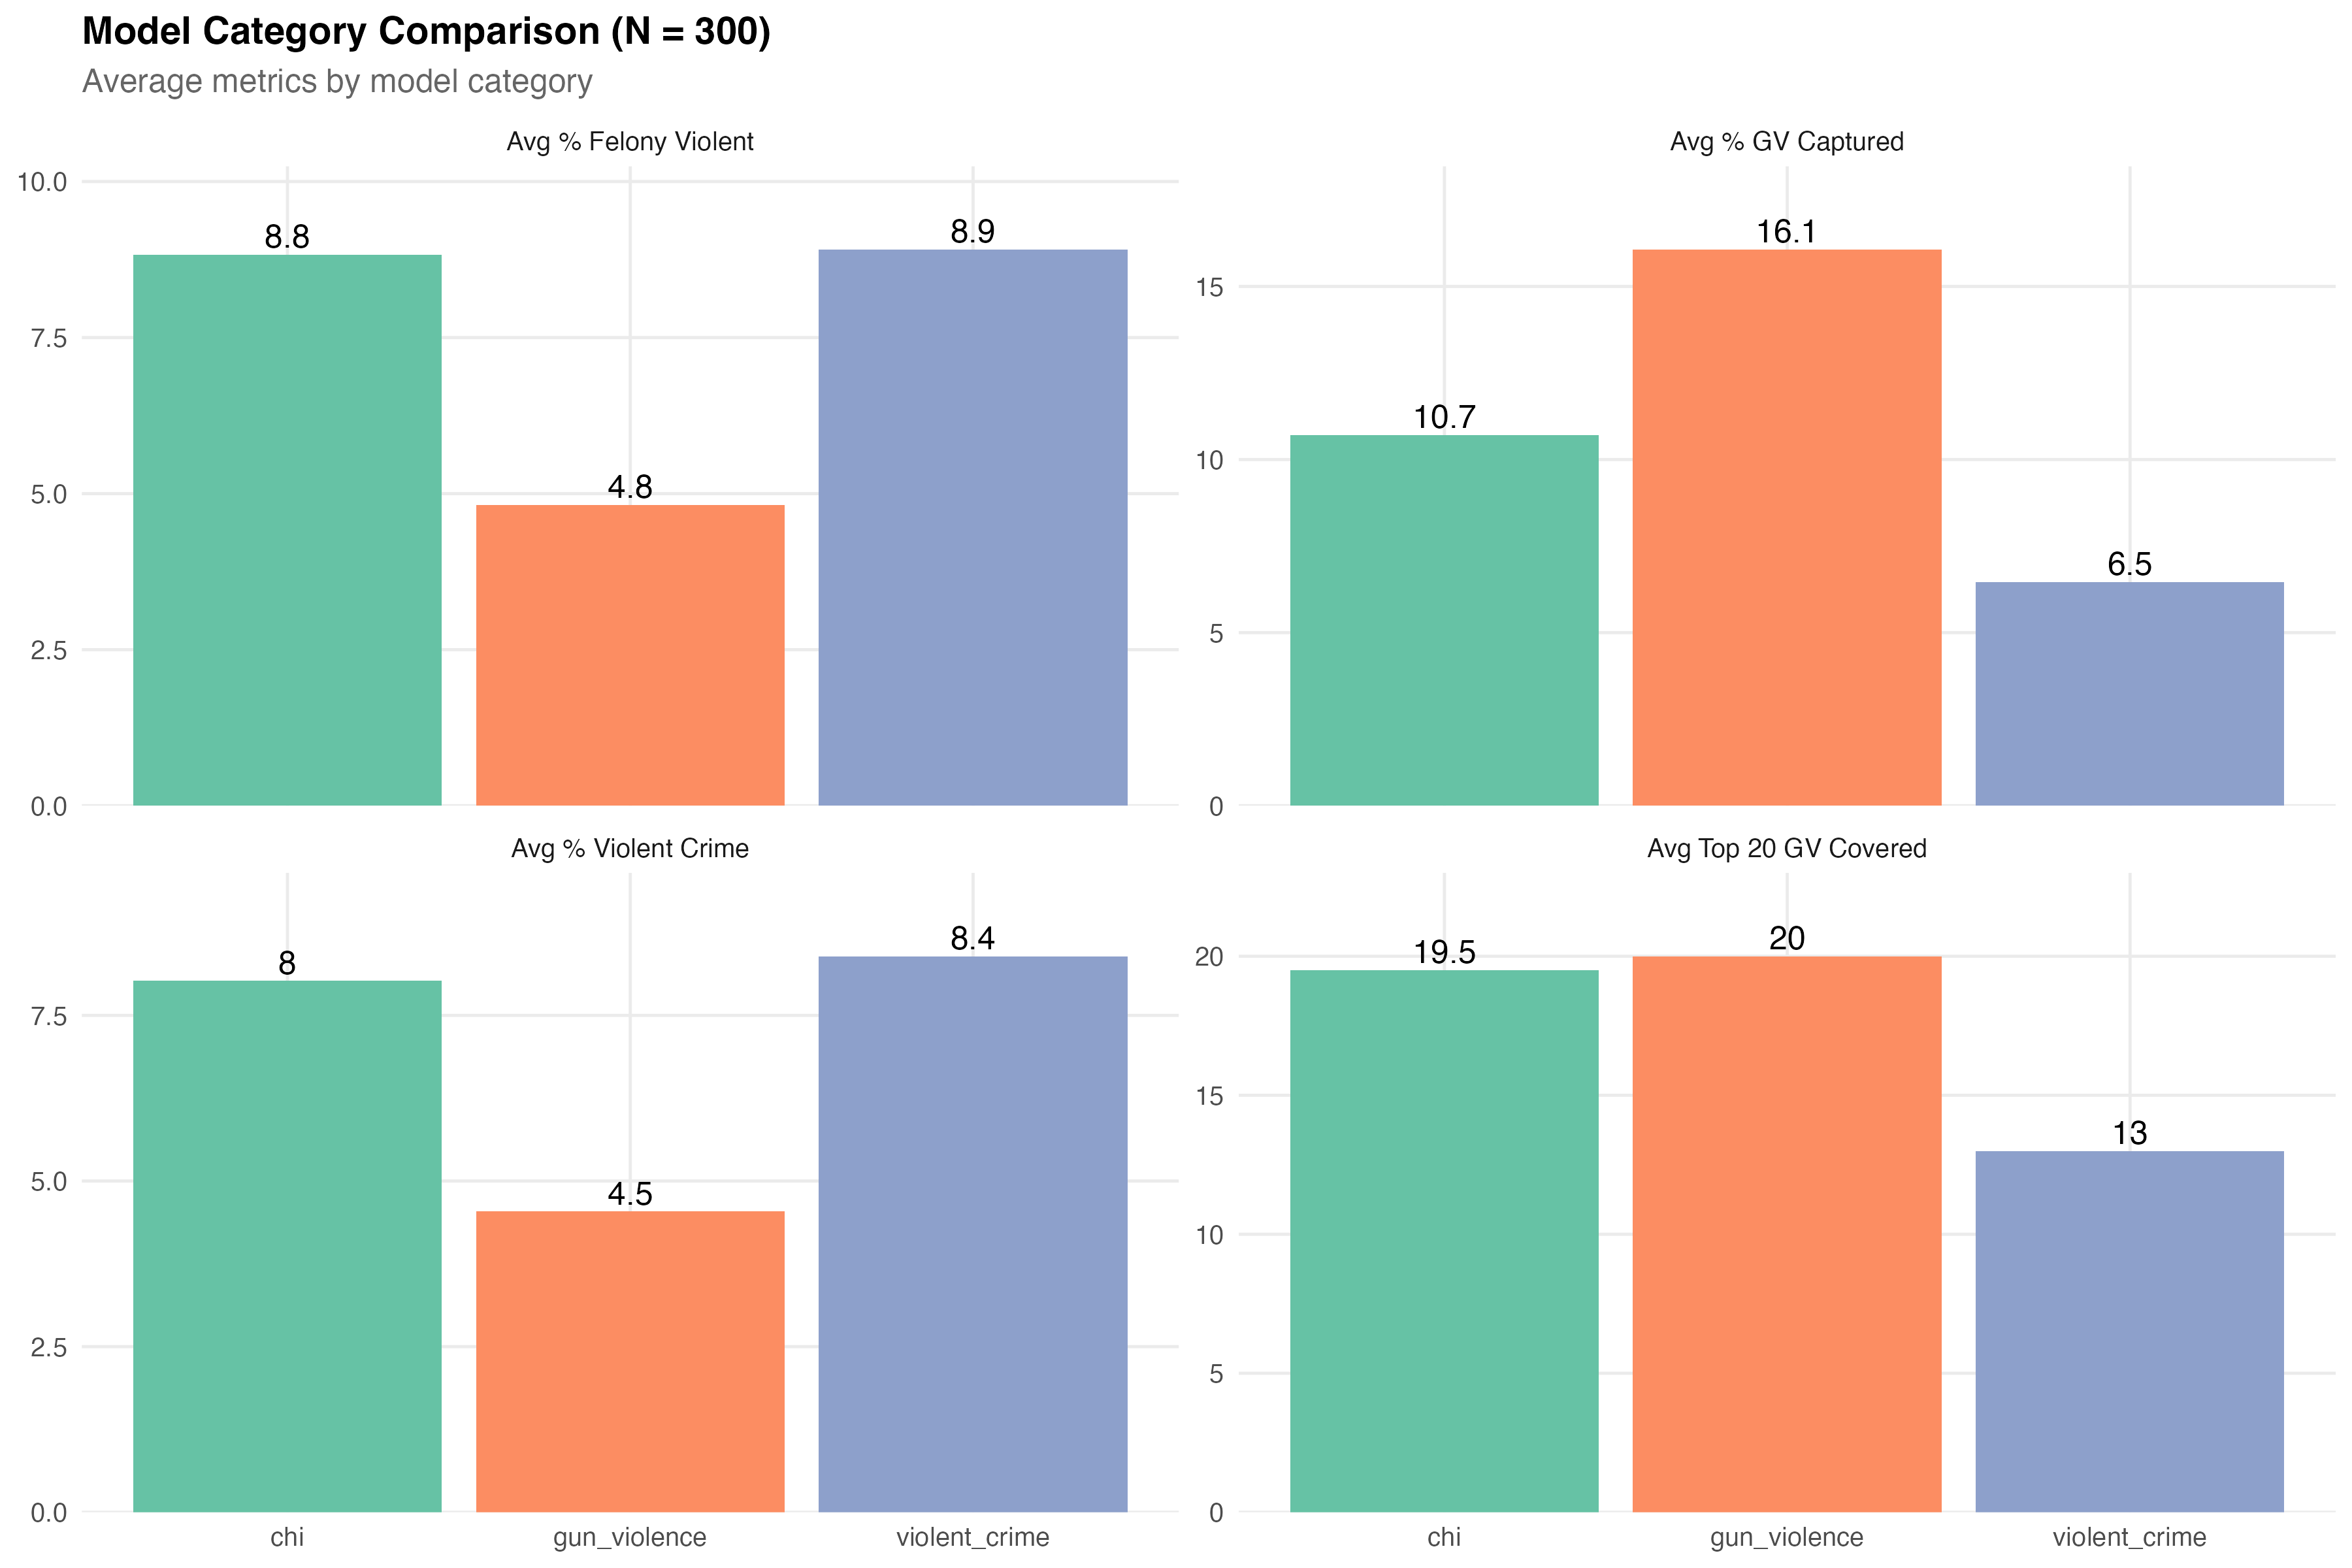 Model Category Comparison (N = 300)
Average metrics by model category
Avg % Felony Violent
10.0
7.5
5.0
2.5
0.0
8.8
4.8
8.9
Avg % GV Captured
15
10
5
0
10.7
16.1
6.5
Avg % Violent Crime
7.5
5.0
2.5
0.0
8
4.5
8.4
chi
gun_violence
violent_crime
Avg Top 20 GV Covered
20
15
10
5
0
19.5
20
13
chi
gun_violence
violent_crime